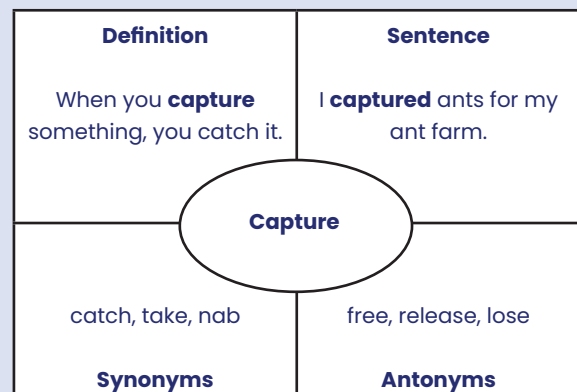 Definition
When you capture
something, you catch it.
Sentence
I captured ants for my
ant farm.
Capture
catch, take, nab
Synonyms
free, release, lose
Antonyms